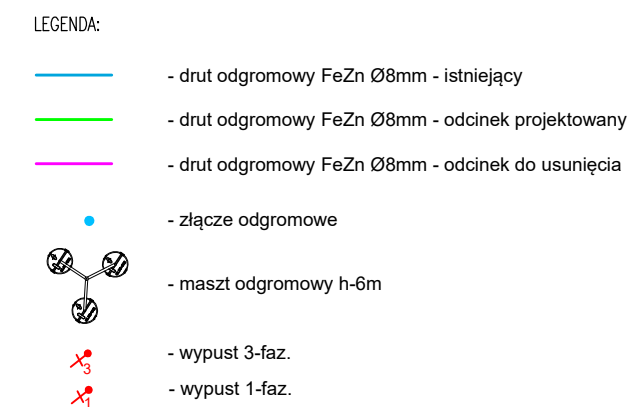 LEGENDA:
- drut odgromowy FeZn Ø8mm - istniejący
- drut odgromowy FeZn Ø8mm - odcinek projektowany
- drut odgromowy FeZn Ø8mm - odcinek do usunięcia
- złącze odgromowe
- maszt odgromowy h-6m
3 - wypust 3-faz.
1 - wypust 1-faz.